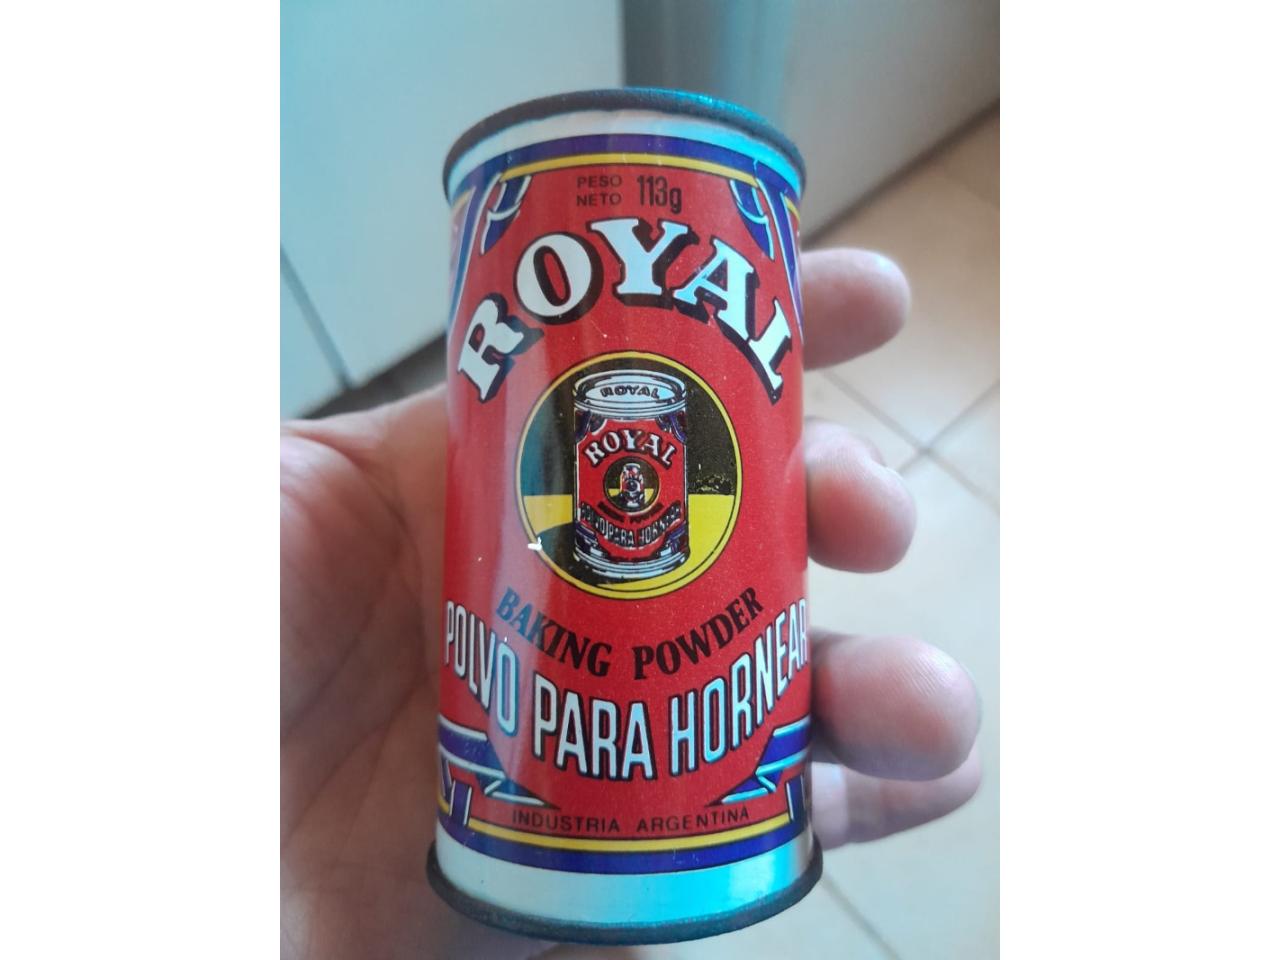 PESO
NETO 113g
ROYAL
ROYAL
ROYAL
POLVO PARA HORNEAR
BAKING POWDER
POLVO PARA HORNEAR
INDUSTRIA ARGENTINA